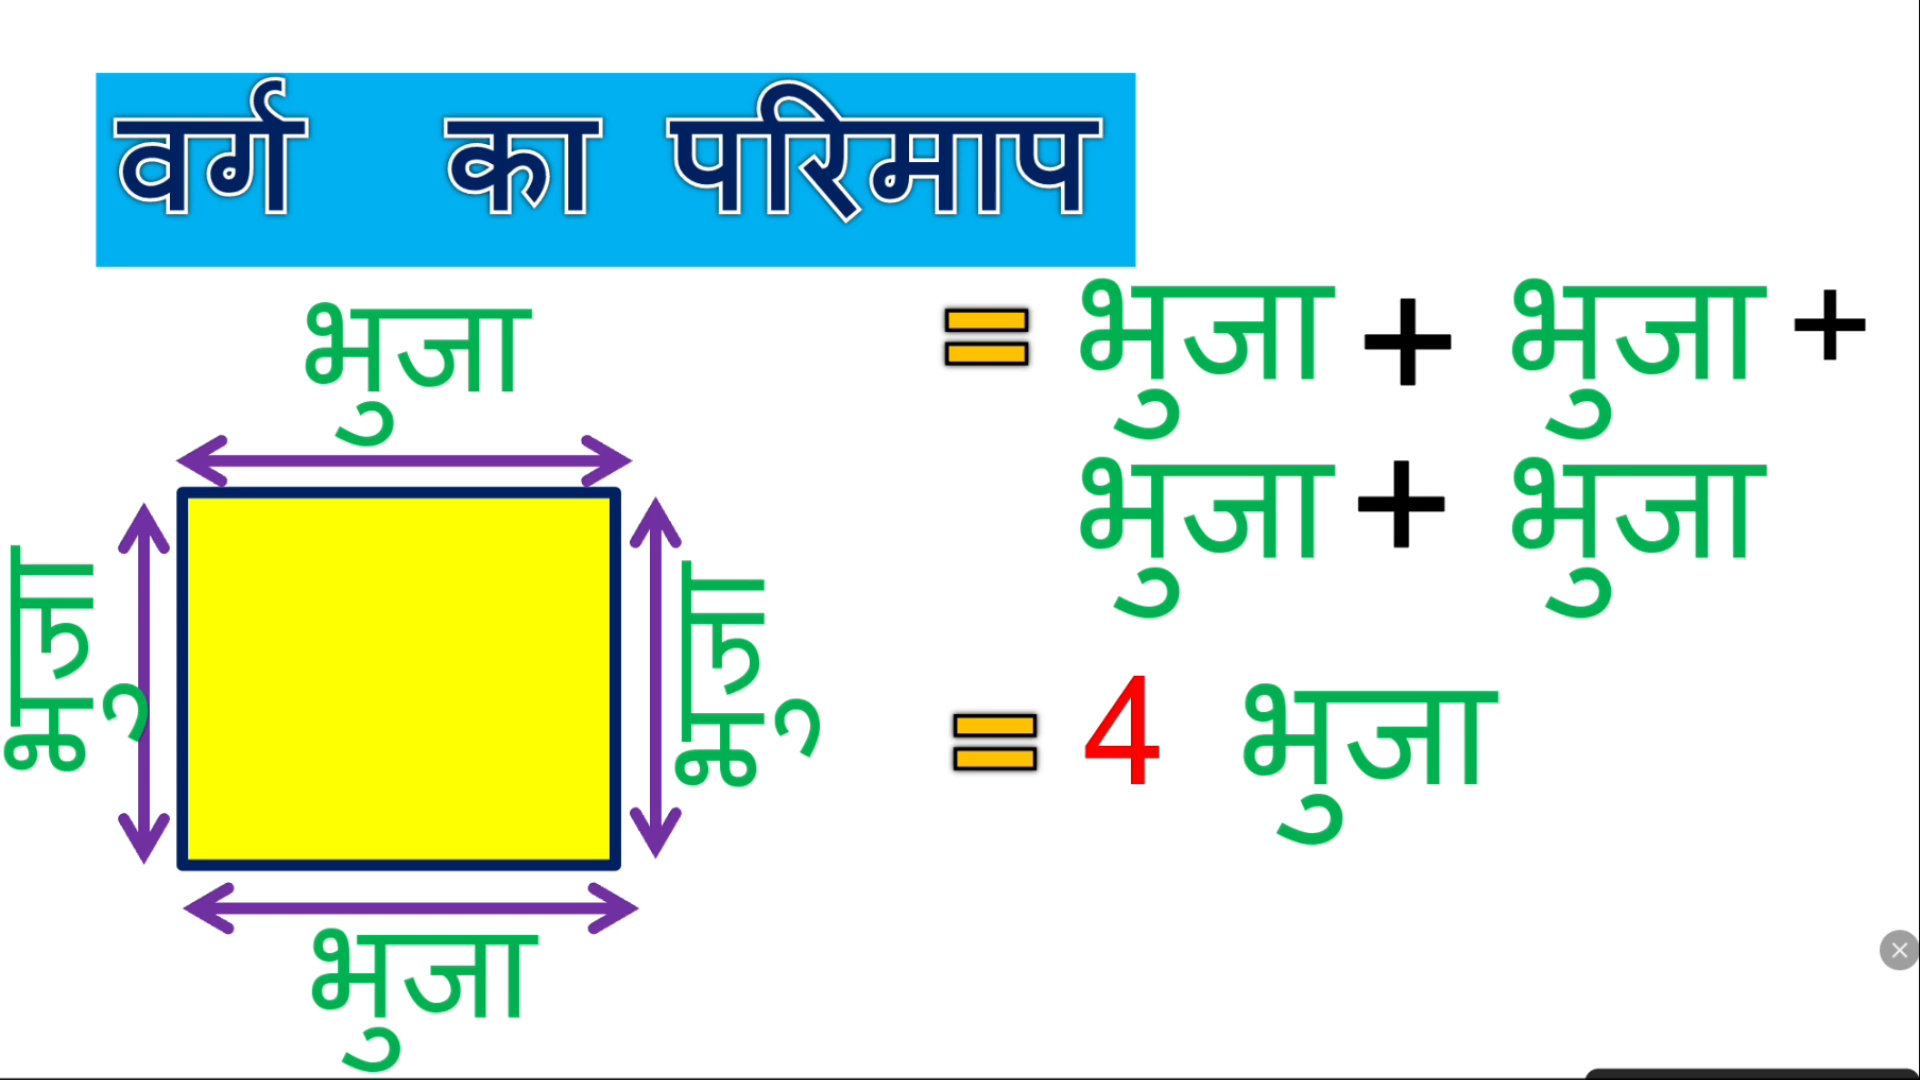 वर्ग का परिमाप
भुजा
= भुजा + भुजा +
भुजा + भुजा
भुजा
भुजा
= 4 भुजा
भुजा